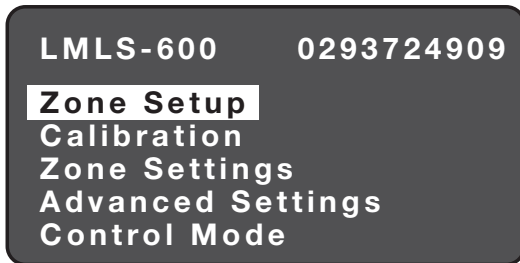 LMLS-600 0293724909
Zone Setup
Calibration
Zone Settings
Advanced Settings
Control Mode